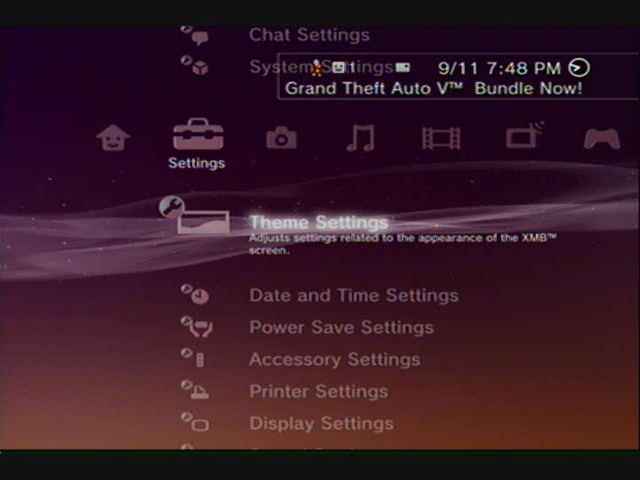 Chat Settings
System Settings
1
9/11 7:48 PM
Grand Theft Auto V™ Bundle Now!
Settings
Theme Settings
Adjusts settings related to the appearance of the XMB™
screen.
Date and Time Settings
Power Save Settings
Accessory Settings
Printer Settings
Display Settings